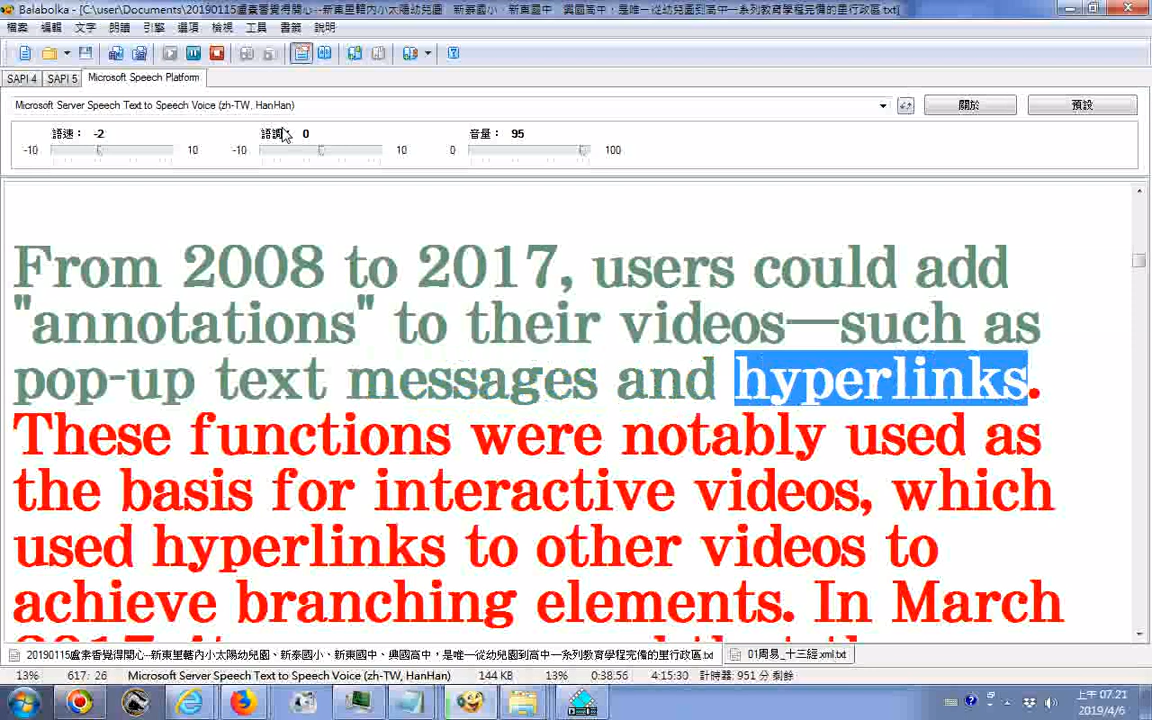 Balabolka - [C:\user\Documents\20190115盧素香覺得開心--新東里轄內小太陽幼兒園、新泰國小、新東國中、興國高中，是唯一從幼兒園到高中一系列教育學程完備的里行政區.txt]
檔案 編輯 文字 朗讀 引擎 選項 檢視 工具 書籤 說明
SAPI 4 SAPI 5 Microsoft Speech Platform
Microsoft Server Speech Text to Speech Voice (zh-TW, HanHan) 關於 預設
語速： -2 語調： 0 音量： 95
-10 10 -10 10 0 100
From 2008 to 2017, users could add
"annotations" to their videos—such as
pop-up text messages and hyperlinks.
These functions were notably used as
the basis for interactive videos, which
used hyperlinks to other videos to
achieve branching elements. In March
20190115盧素香覺得開心--新東里轄內小太陽幼兒園、新泰國小、新東國中、興國高中，是唯一從幼兒園到高中一系列教育學程完備的里行政區.txt 01周易_十三經.xml.txt
13% 617: 26 Microsoft Server Speech Text to Speech Voice (zh-TW, HanHan) 144 KB 13% 0:38:56 4:15:30 計時器: 951 分 剩餘
上午 07:21
2019/4/6